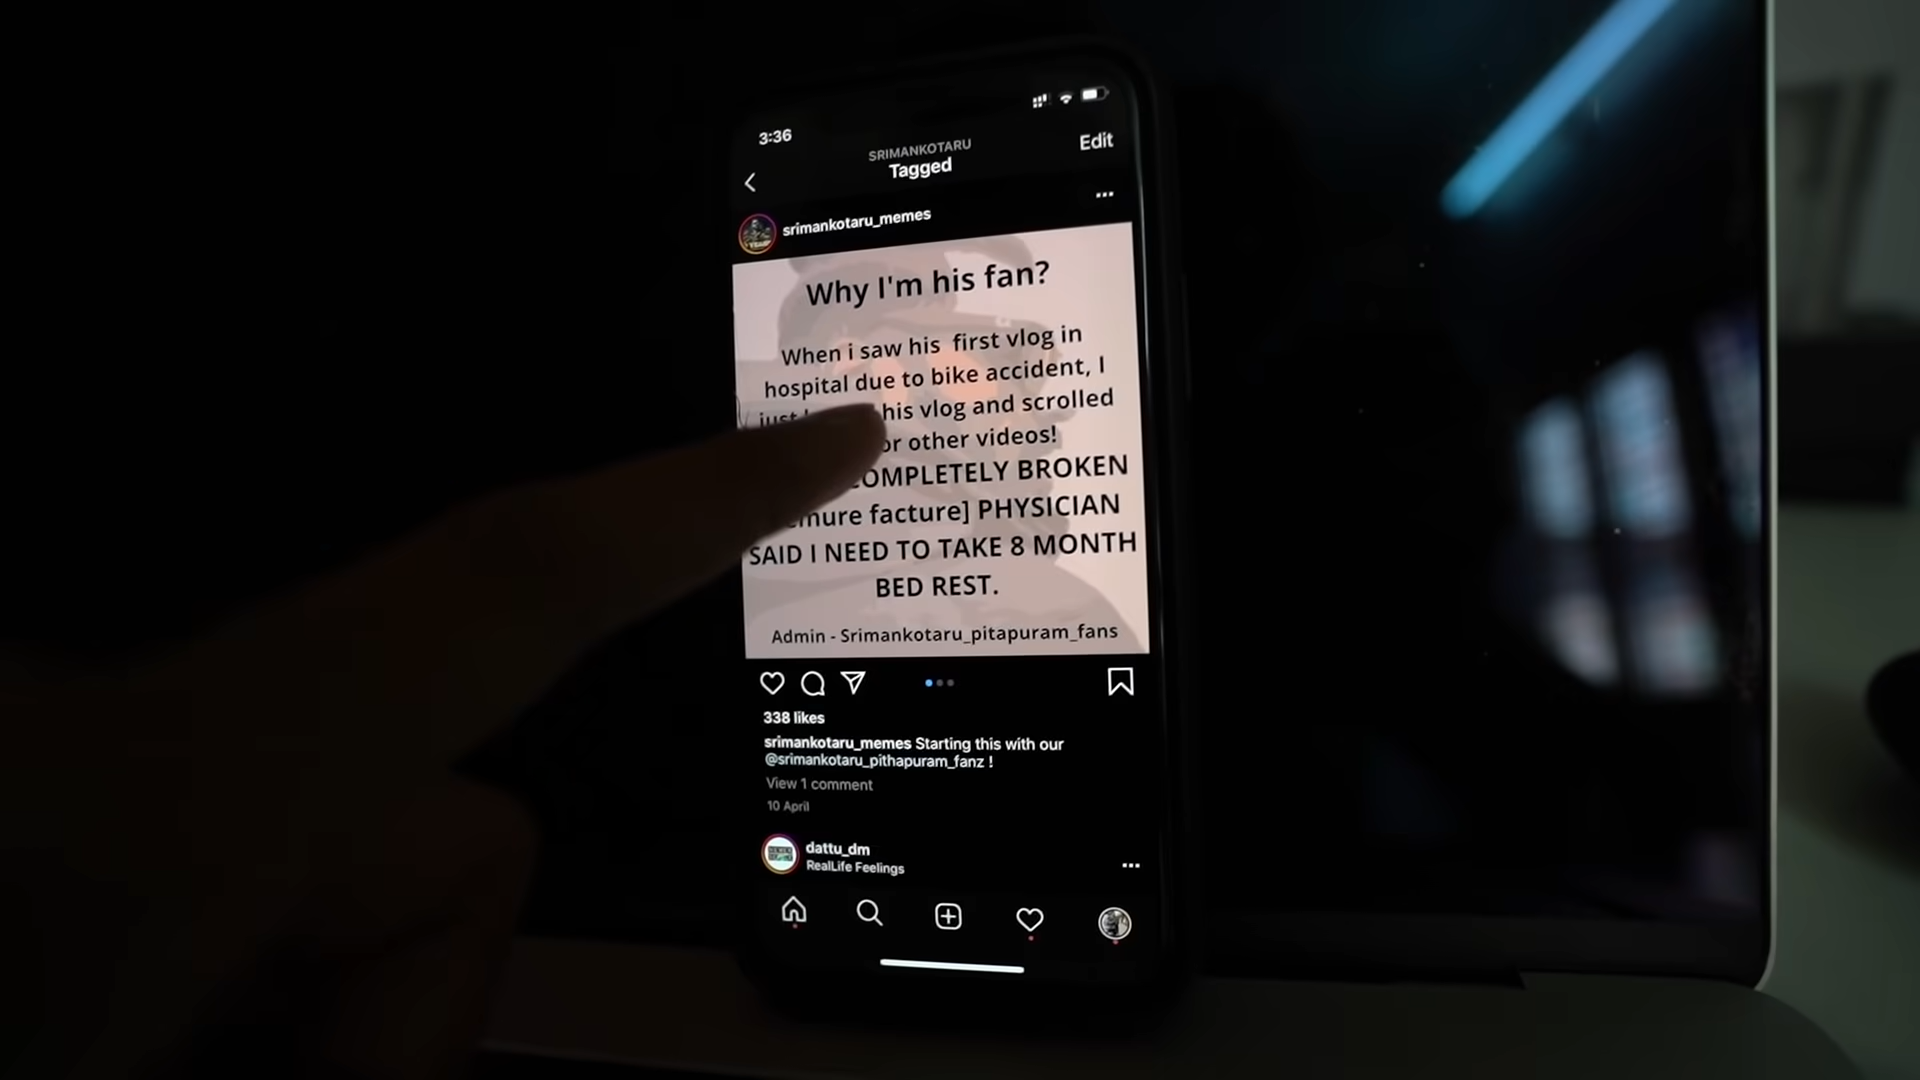 3:36
SRIMANKOTARU
Tagged
Edit
srimankotaru_memes
Why I'm his fan?
When i saw his first vlog in
hospital due to bike accident, I
just his vlog and scrolled
other videos!
COMPLETELY BROKEN
facture] PHYSICIAN
SAID I NEED TO TAKE 8 MONTH
BED REST.
Admin - Srimankotaru_pitapuram_fans
338 likes
srimankotaru_memes Starting this with our
@srimankotaru_pithapuram_fanz !
View 1 comment
10 April
dattu_dm
RealLife Feelings